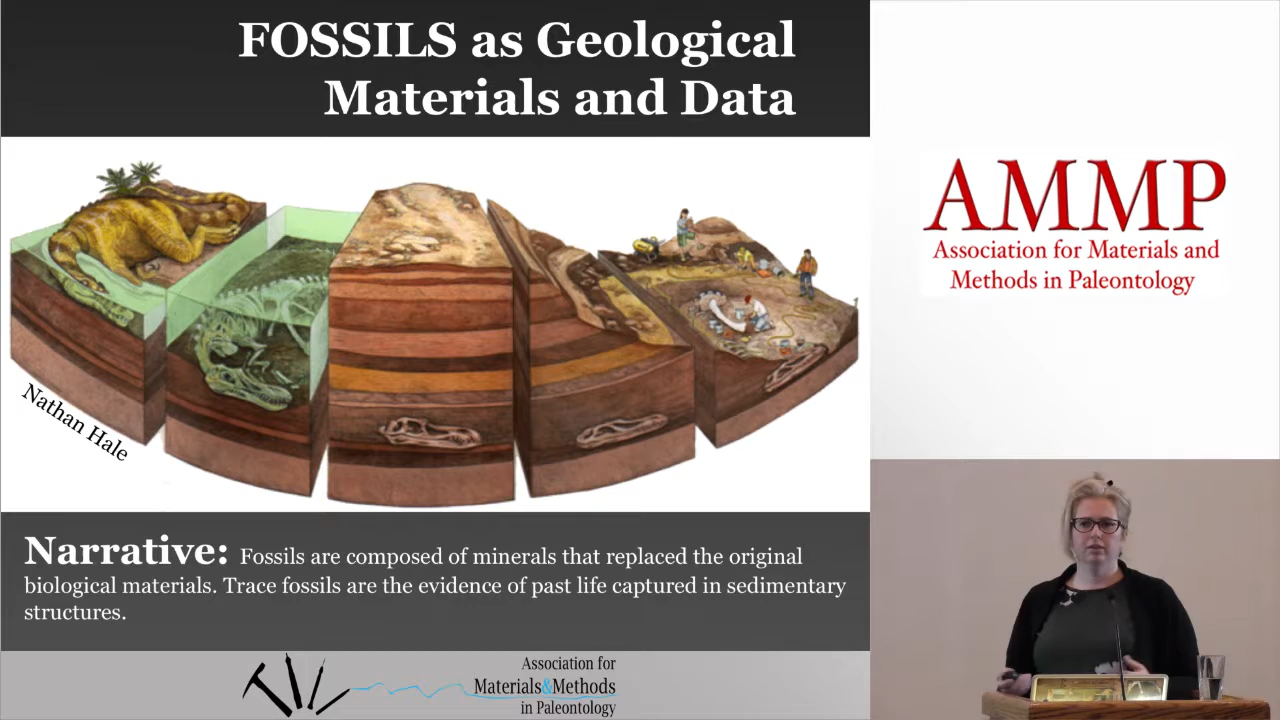 FOSSILS as Geological
Materials and Data
Nathan Hale
Narrative: Fossils are composed of minerals that replaced the original
biological materials. Trace fossils are the evidence of past life captured in sedimentary
structures.
Association for
Materials&Methods
in Paleontology
AMMP
Association for Materials and
Methods in Paleontology